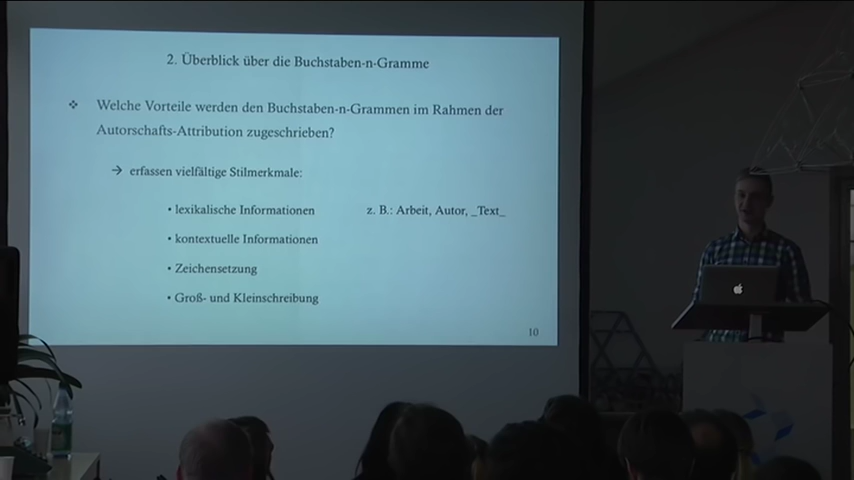 2. Überblick über die Buchstaben-n-Gramme
❖ Welche Vorteile werden den Buchstaben-n-Grammen im Rahmen der
Autorschafts-Attribution zugeschrieben?
→ erfassen vielfältige Stilmerkmale:
• lexikalische Informationen z. B.: Arbeit, Autor, _Text_
• kontextuelle Informationen
• Zeichensetzung
• Groß- und Kleinschreibung
10